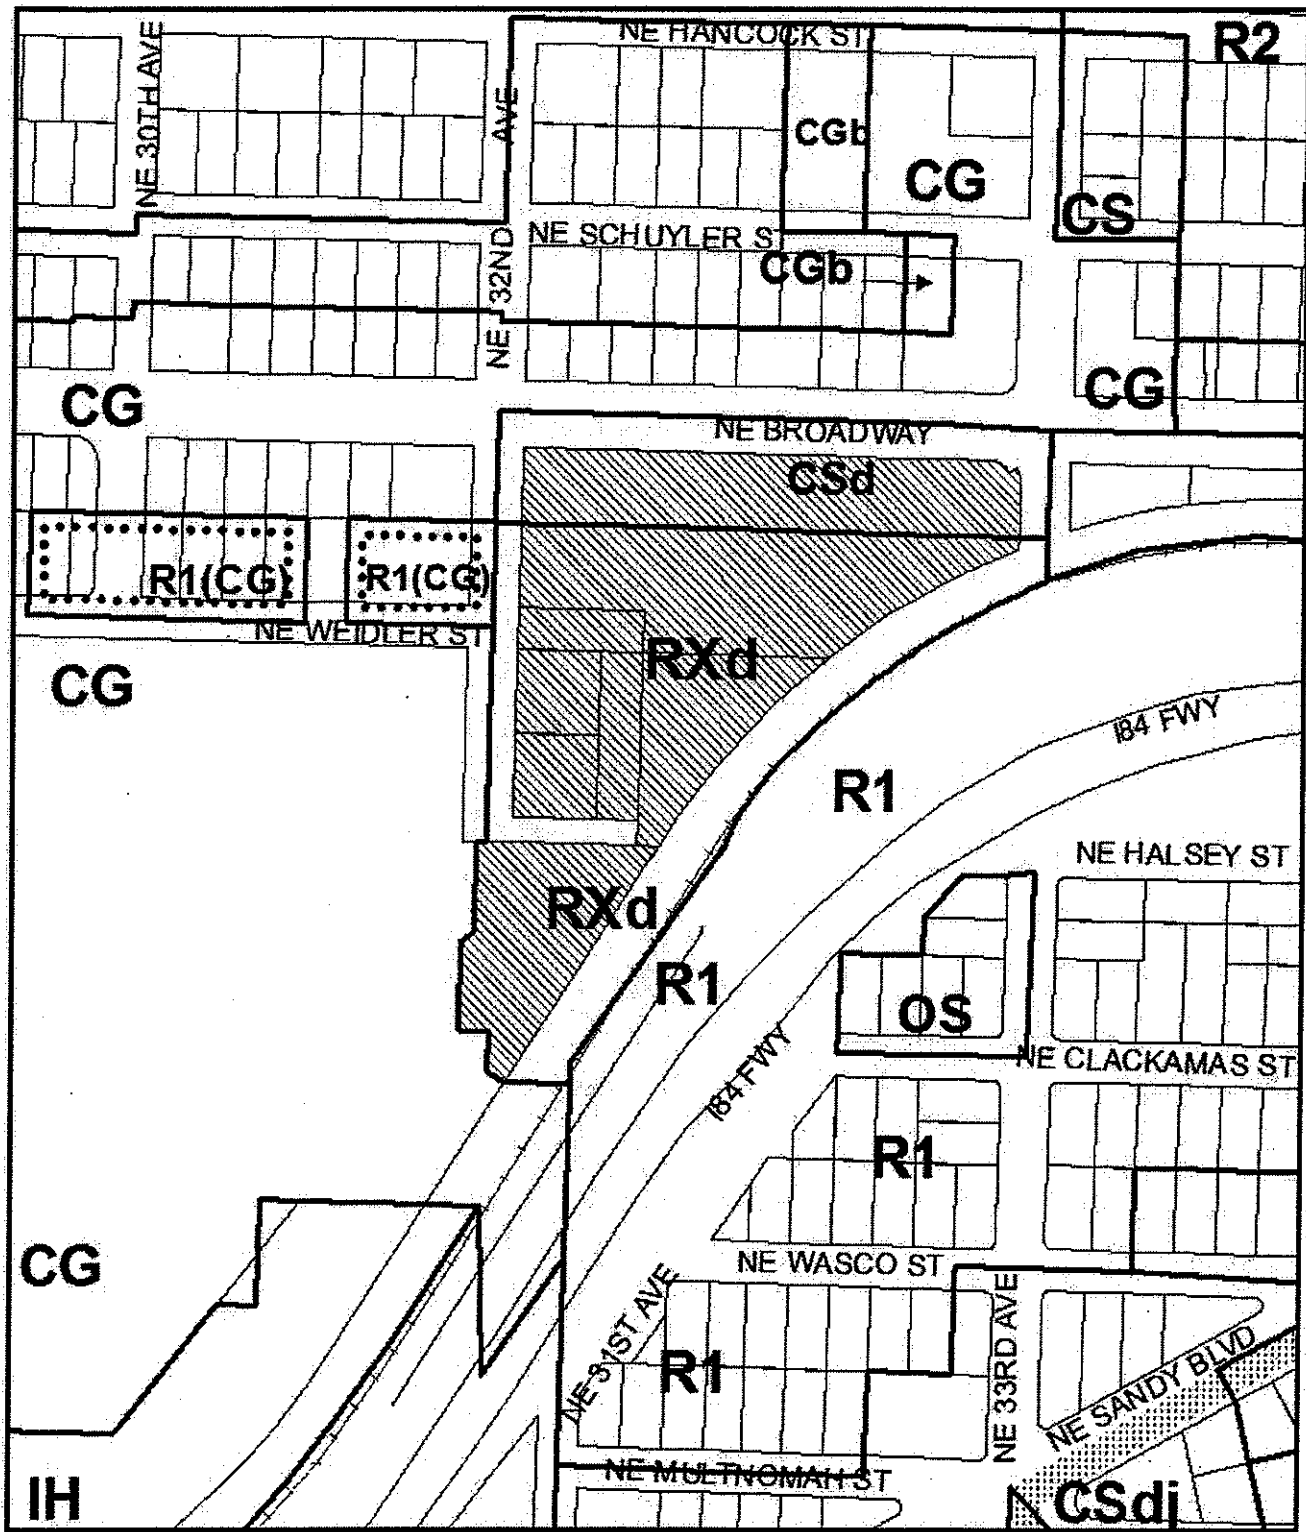 NE HANCOCK ST
R2
NE 30TH AVE
NE 32ND AVE
CGb
CG
CS
NE SCHUYLER S
CGb
CG
CG
NE BROADWAY
CSd
R1(CG)
R1(CG)
NE WEIDLER ST
RXd
CG
I84 FWY
R1
NE HALSEY ST
RXd
R1
OS
NE CLACKAMAS ST
I84 FWY
R1
CG
NE WASCO ST
NE 31ST AVE
R1
NE 33RD AVE
NE SANDY BLVD
NE MULTNOMAH ST
IH
CSdj